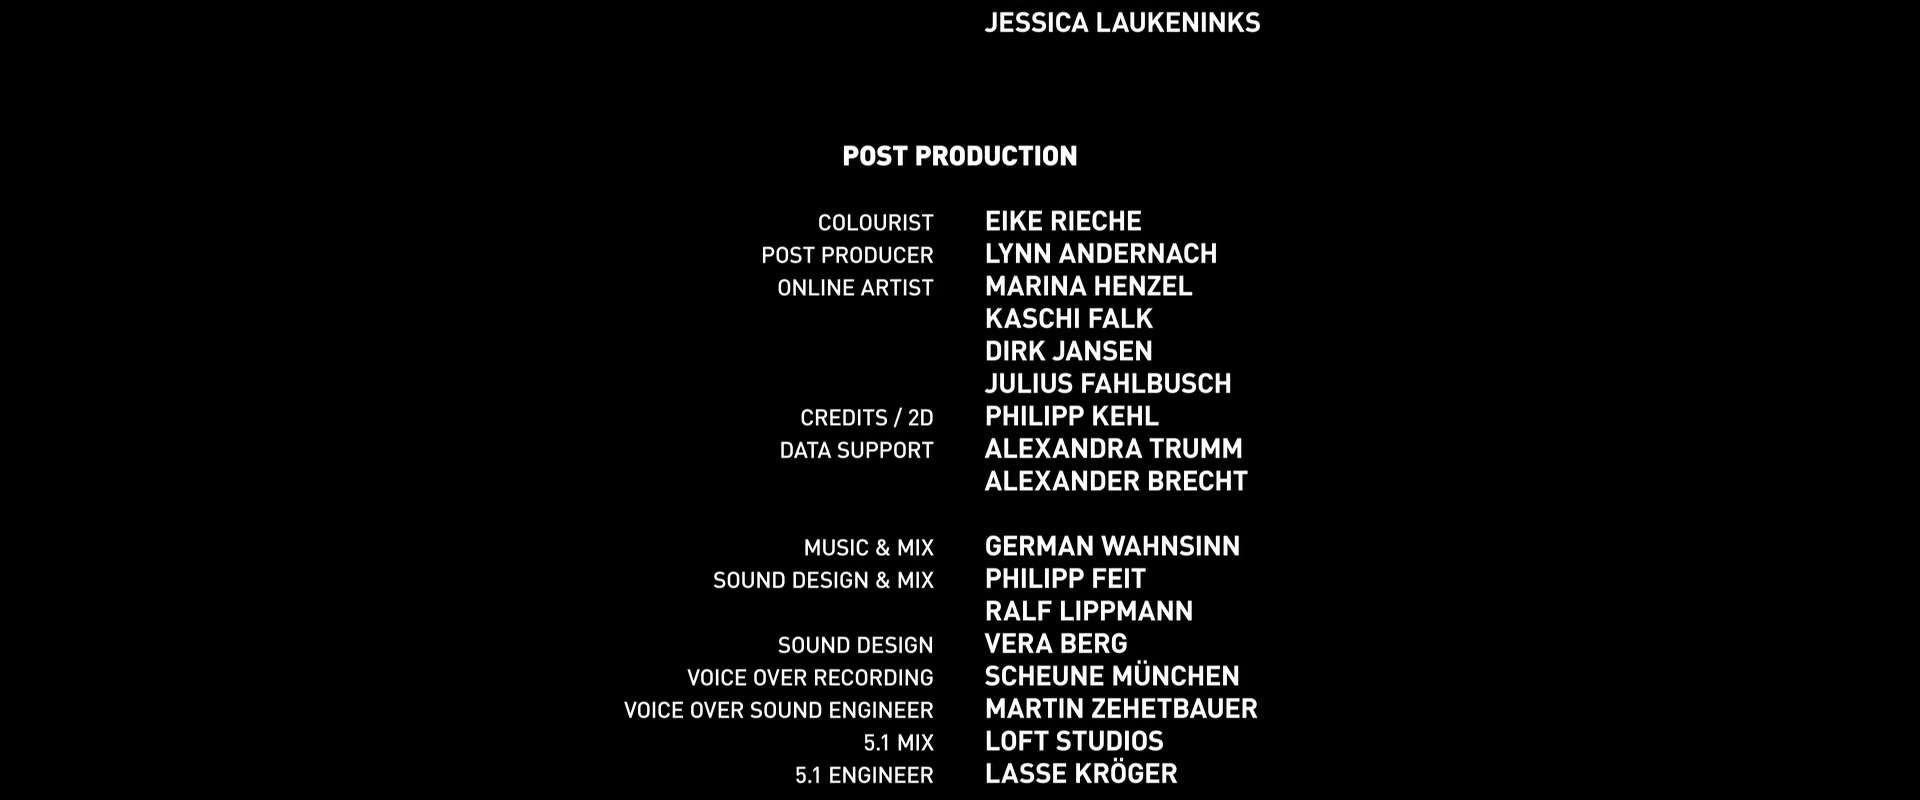 JESSICA LAUKENINKS
POST PRODUCTION
COLOURIST EIKE RIECHE
POST PRODUCER LYNN ANDERNACH
ONLINE ARTIST MARINA HENZEL
KASCHI FALK
DIRK JANSEN
JULIUS FAHLBUSCH
CREDITS / 2D PHILIPP KEHL
DATA SUPPORT ALEXANDRA TRUMM
ALEXANDER BRECHT
MUSIC & MIX GERMAN WAHNSINN
SOUND DESIGN & MIX PHILIPP FEIT
RALF LIPPMANN
SOUND DESIGN VERA BERG
VOICE OVER RECORDING SCHEUNE MÜNCHEN
VOICE OVER SOUND ENGINEER MARTIN ZEHETBAUER
5.1 MIX LOFT STUDIOS
5.1 ENGINEER LASSE KRÖGER